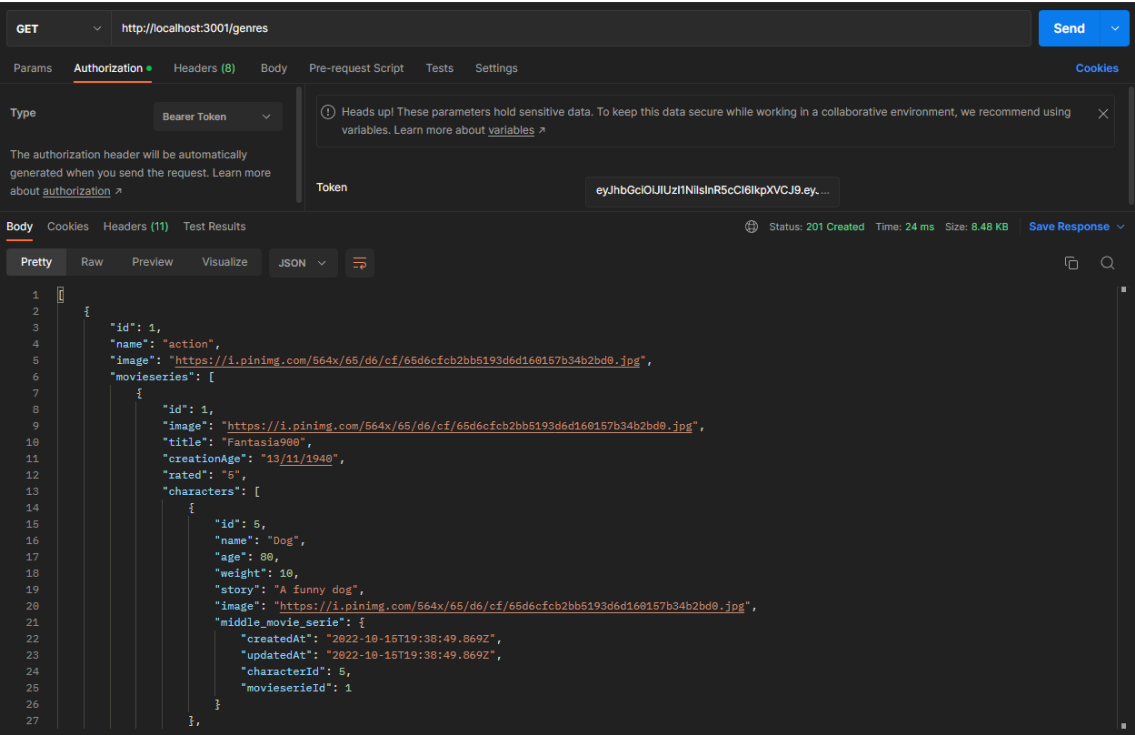 GET http://localhost:3001/genres Send
Params Authorization Headers (8) Body Pre-request Script Tests Settings Cookies
Type Bearer Token
The authorization header will be automatically
generated when you send the request. Learn more
about authorization ↗
Heads up! These parameters hold sensitive data. To keep this data secure while working in a collaborative environment, we recommend using
variables. Learn more about variables ↗
Token eyJhbGciOiJIUzI1NiIsInR5cCI6IkpXVCJ9.ey...
Body Cookies Headers (11) Test Results Status: 201 Created Time: 24 ms Size: 8.48 KB Save Response
Pretty Raw Preview Visualize JSON
1 [
2 {
3 "id": 1,
4 "name": "action",
5 "image": "https://i.pinimg.com/564x/65/d6/cf/65d6cfcb2bb5193d6d160157b34b2bd0.jpg",
6 "movieseries": [
7 {
8 "id": 1,
9 "image": "https://i.pinimg.com/564x/65/d6/cf/65d6cfcb2bb5193d6d160157b34b2bd0.jpg",
10 "title": "Fantasia900",
11 "creationAge": "13/11/1940",
12 "rated": "5",
13 "characters": [
14 {
15 "id": 5,
16 "name": "Dog",
17 "age": 80,
18 "weight": 10,
19 "story": "A funny dog",
20 "image": "https://i.pinimg.com/564x/65/d6/cf/65d6cfcb2bb5193d6d160157b34b2bd0.jpg",
21 "middle_movie_serie": {
22 "createdAt": "2022-10-15T19:38:49.869Z",
23 "updatedAt": "2022-10-15T19:38:49.869Z",
24 "characterId": 5,
25 "movieserieId": 1
26 }
27 },